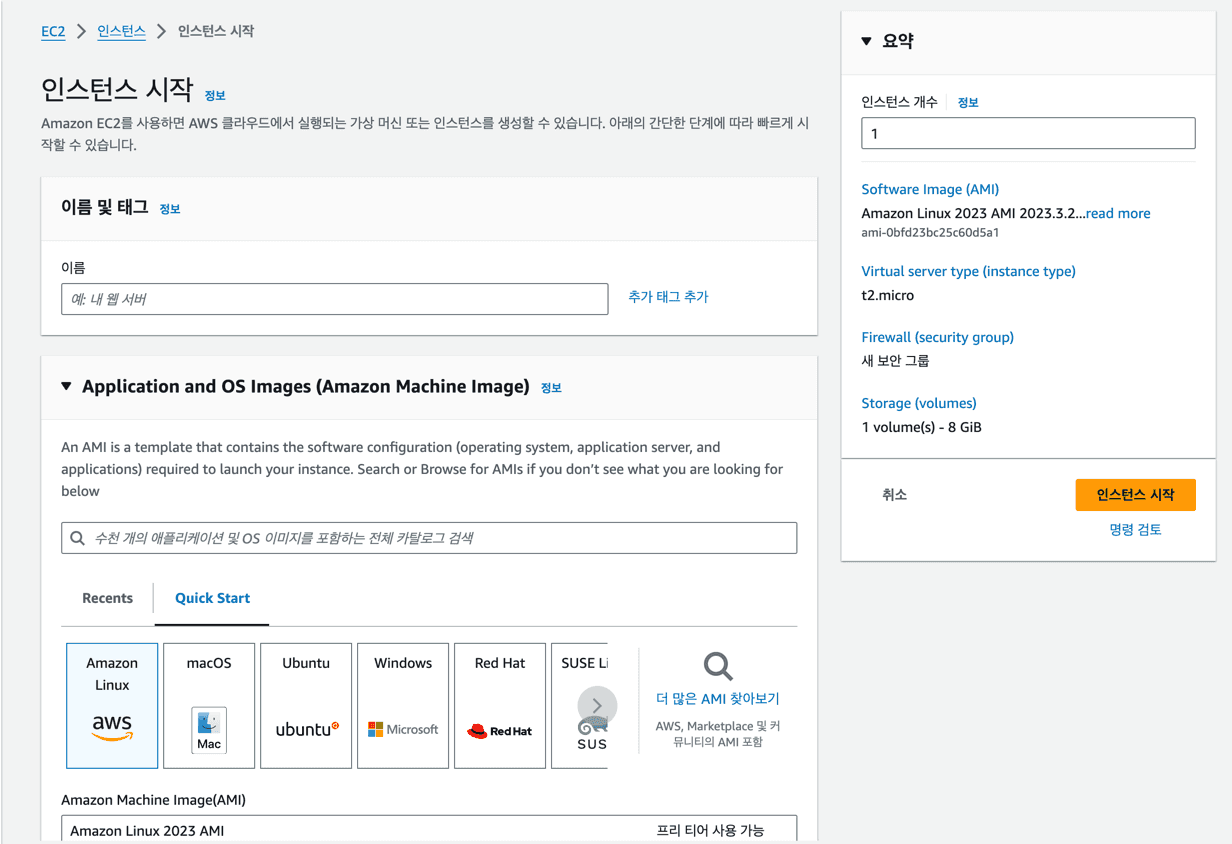 EC2 > 인스턴스 > 인스턴스 시작
인스턴스 시작 정보
Amazon EC2를 사용하면 AWS 클라우드에서 실행되는 가상 머신 또는 인스턴스를 생성할 수 있습니다. 아래의 간단한 단계에 따라 빠르게 시
작할 수 있습니다.
이름 및 태그 정보
이름
예: 내 웹 서버
추가 태그 추가
Application and OS Images (Amazon Machine Image) 정보
An AMI is a template that contains the software configuration (operating system, application server, and
applications) required to launch your instance. Search or Browse for AMIs if you don’t see what you are looking for
below
수천 개의 애플리케이션 및 OS 이미지를 포함하는 전체 카탈로그 검색
Recents
Quick Start
Amazon
Linux
aws
macOS
Mac
Ubuntu
ubuntu
Windows
Microsoft
Red Hat
Red Hat
SUSE Li
SUS
더 많은 AMI 찾아보기
AWS, Marketplace 및 커
뮤니티의 AMI 포함
Amazon Machine Image(AMI)
Amazon Linux 2023 AMI
프리 티어 사용 가능
요약
인스턴스 개수 정보
1
Software Image (AMI)
Amazon Linux 2023 AMI 2023.3.2...read more
ami-0bfd23bc25c60d5a1
Virtual server type (instance type)
t2.micro
Firewall (security group)
새 보안 그룹
Storage (volumes)
1 volume(s) - 8 GiB
취소
인스턴스 시작
명령 검토